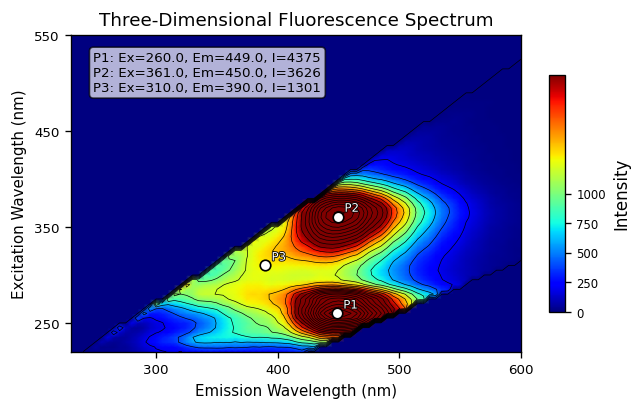 Three-Dimensional Fluorescence Spectrum
P1: Ex=260.0, Em=449.0, I=4375
P2: Ex=361.0, Em=450.0, I=3626
P3: Ex=310.0, Em=390.0, I=1301
550
450
350
250
Excitation Wavelength (nm)
P2
P3
P1
300
400
500
600
Emission Wavelength (nm)
1000
750
500
250
0
Intensity